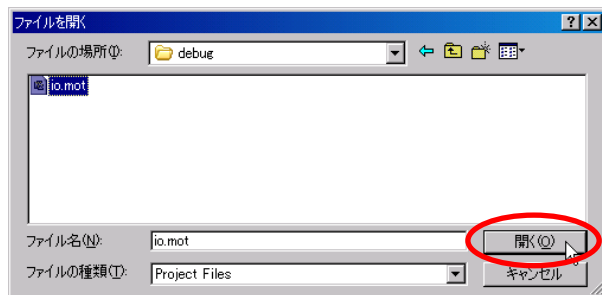 ファイルを開く
ファイルの場所(I): debug
io.mot
ファイル名(N): io.mot 開く(O)
ファイルの種類(T): Project Files キャンセル